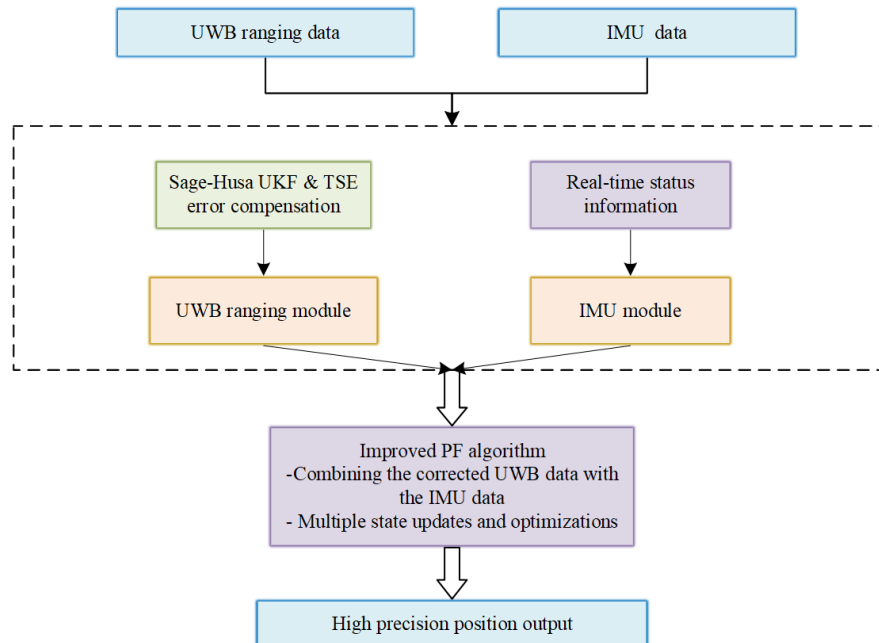 UWB ranging data
IMU data
Sage-Husa UKF & TSE
error compensation
Real-time status
information
UWB ranging module
IMU module
Improved PF algorithm
-Combining the corrected UWB data with
the IMU data
- Multiple state updates and optimizations
High precision position output